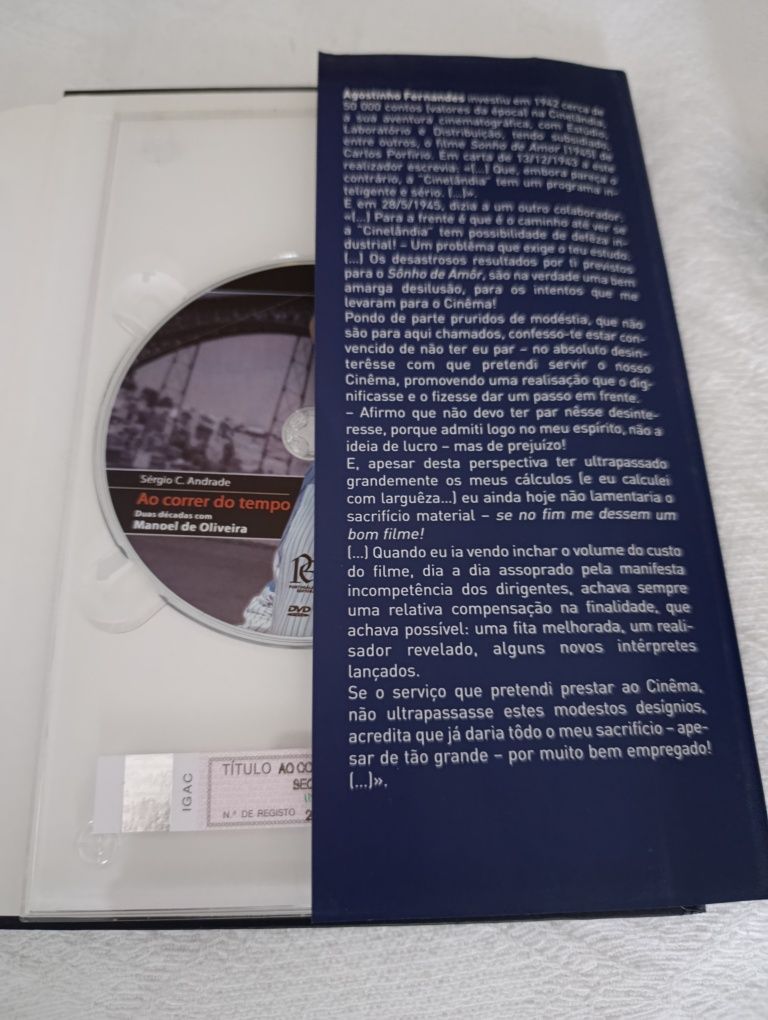 Agostinho Fernandes investiu em 1942 cerca de
50 000 contos (valores da época) na Cinelândia,
a sua aventura cinematográfica, com Estúdio,
Laboratório e Distribuição, tendo subsidiado,
entre outros, o filme Sonho de Amor (1945) de
Carlos Porfírio. Em carta de 13/12/1943 a este
realizador escrevia: «(...) Que, embora pareça o
contrário, a "Cinelândia" tem um programa in-
teligente e sério. (...)».
E em 28/5/1945, dizia a um outro colaborador:
«(...) Para a frente é que é o caminho até ver se
a "Cinelândia" tem possibilidade de defêza in-
dustrial! – Um problêma que exige o teu estudo.
(...) Os desastrosos resultados por ti previstos
para o Sônho de Amôr, são na verdade uma bem
amarga desilusão, para os intentos que me
levaram para o Cinêma!
Pondo de parte pruridos de modéstia, que não
são para aqui chamados, confesso-te estar con-
vencido de não ter eu par – no absoluto desin-
terêsse com que pretendi servir o nosso
Cinêma, promovendo uma realisação que o dig-
nificasse e o fizesse dar um passo em frente.
– Afirmo que não devo ter par nêsse desinte-
resse, porque admiti logo no meu espírito, não a
ideia de lucro – mas de prejuízo!
E, apesar desta perspectiva ter ultrapassado
grandemente os meus cálculos (e eu calculei
com larguêza...) eu ainda hoje não lamentaria o
sacrifício material – se no fim me dessem um
bom filme!
(...) Quando eu ia vendo inchar o volume do custo
do filme, dia a dia assoprado pela manifesta
incompetência dos dirigentes, achava sempre
uma relativa compensação na finalidade, que
achava possível: uma fita melhorada, um reali-
sador revelado, alguns novos intérpretes
lançados.
Se o serviço que pretendi prestar ao Cinêma,
não ultrapassasse estes modestos desígnios,
acredita que já daria tôdo o meu sacrifício – ape-
sar de tão grande – por muito bem empregado!
(...)».
Sérgio C. Andrade
Ao correr do tempo
Duas décadas com
Manoel de Oliveira
DVD
IGAC
TÍTULO AO CO
SEC
N.º DE REGISTO 2